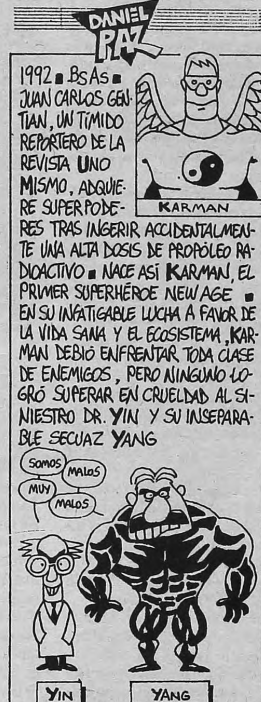 DANIEL
PAZ
1992 ■ BSAS ■
JUAN CARLOS GEN-
TIAN, UN TÍMIDO
REPORTERO DE LA
REVISTA UNO
MISMO, ADQUIE-
RE SUPERPODE-
KARMAN
RES TRAS INGERIR ACCIDENTALMEN-
TE UNA ALTA DOSIS DE PROPÓLEO RA-
DIOACTIVO ■ NACE ASÍ KARMAN, EL
PRIMER SUPERHÉROE NEW AGE ■
EN SU INFATIGABLE LUCHA A FAVOR DE
LA VIDA SANA Y EL ECOSISTEMA, KAR-
MAN DEBIÓ ENFRENTAR TODA CLASE
DE ENEMIGOS, PERO NINGUNO LO-
GRÓ SUPERAR EN CRUELDAD AL SI-
NIESTRO DR. YIN Y SU INSEPARA-
BLE SECUAZ YANG
SOMOS
MALOS
MUY
MALOS
YIN
YANG